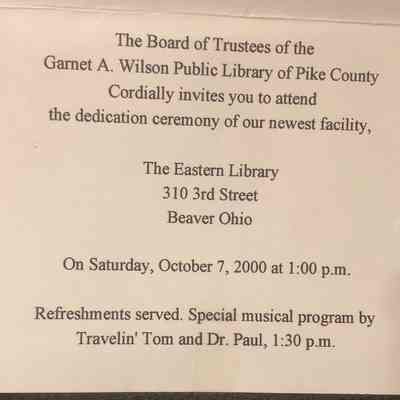 The Board of Trustees of the
Garnet A. Wilson Public Library of Pike County
Cordially invites you to attend
the dedication ceremony of our newest facility,
The Eastern Library
310 3rd Street
Beaver Ohio
On Saturday, October 7, 2000 at 1:00 p.m.
Refreshments served. Special musical program by
Travelin' Tom and Dr. Paul, 1:30 p.m.